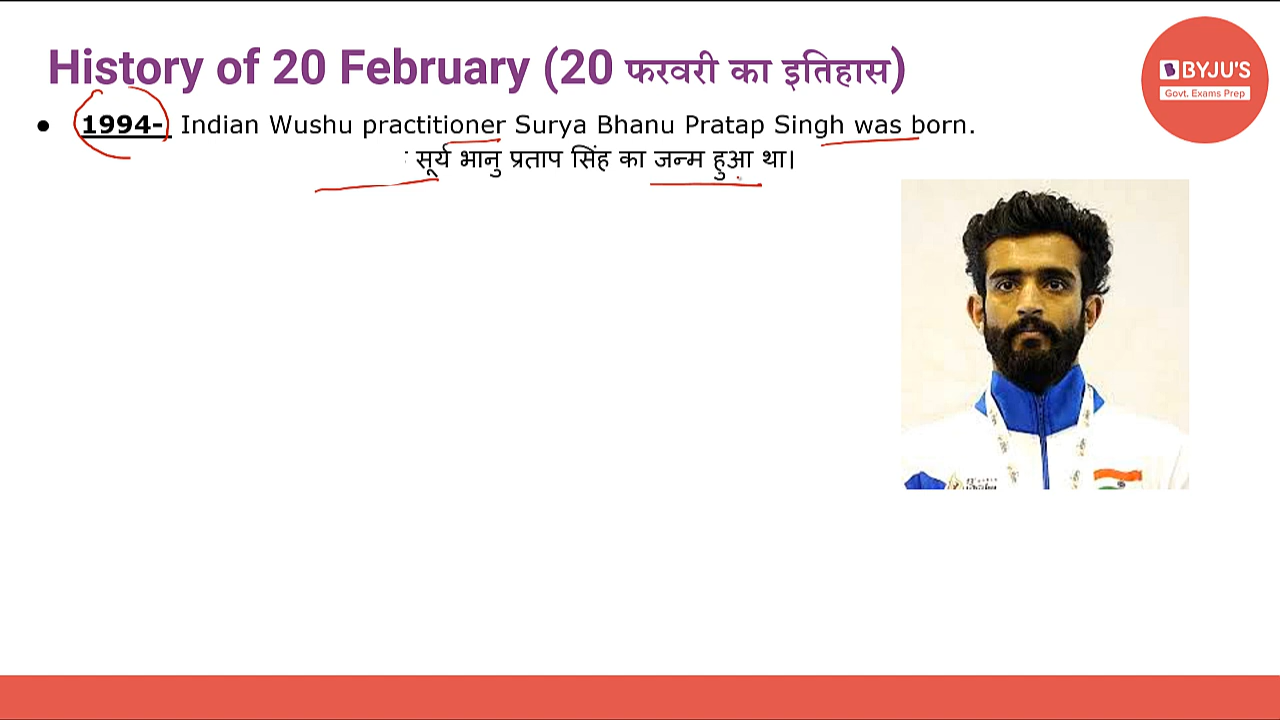 History of 20 February (20 फरवरी का इतिहास)
BYJU'S
Govt. Exams Prep
● 1994- Indian Wushu practitioner Surya Bhanu Pratap Singh was born.
सूर्य भानु प्रताप सिंह का जन्म हुआ था।